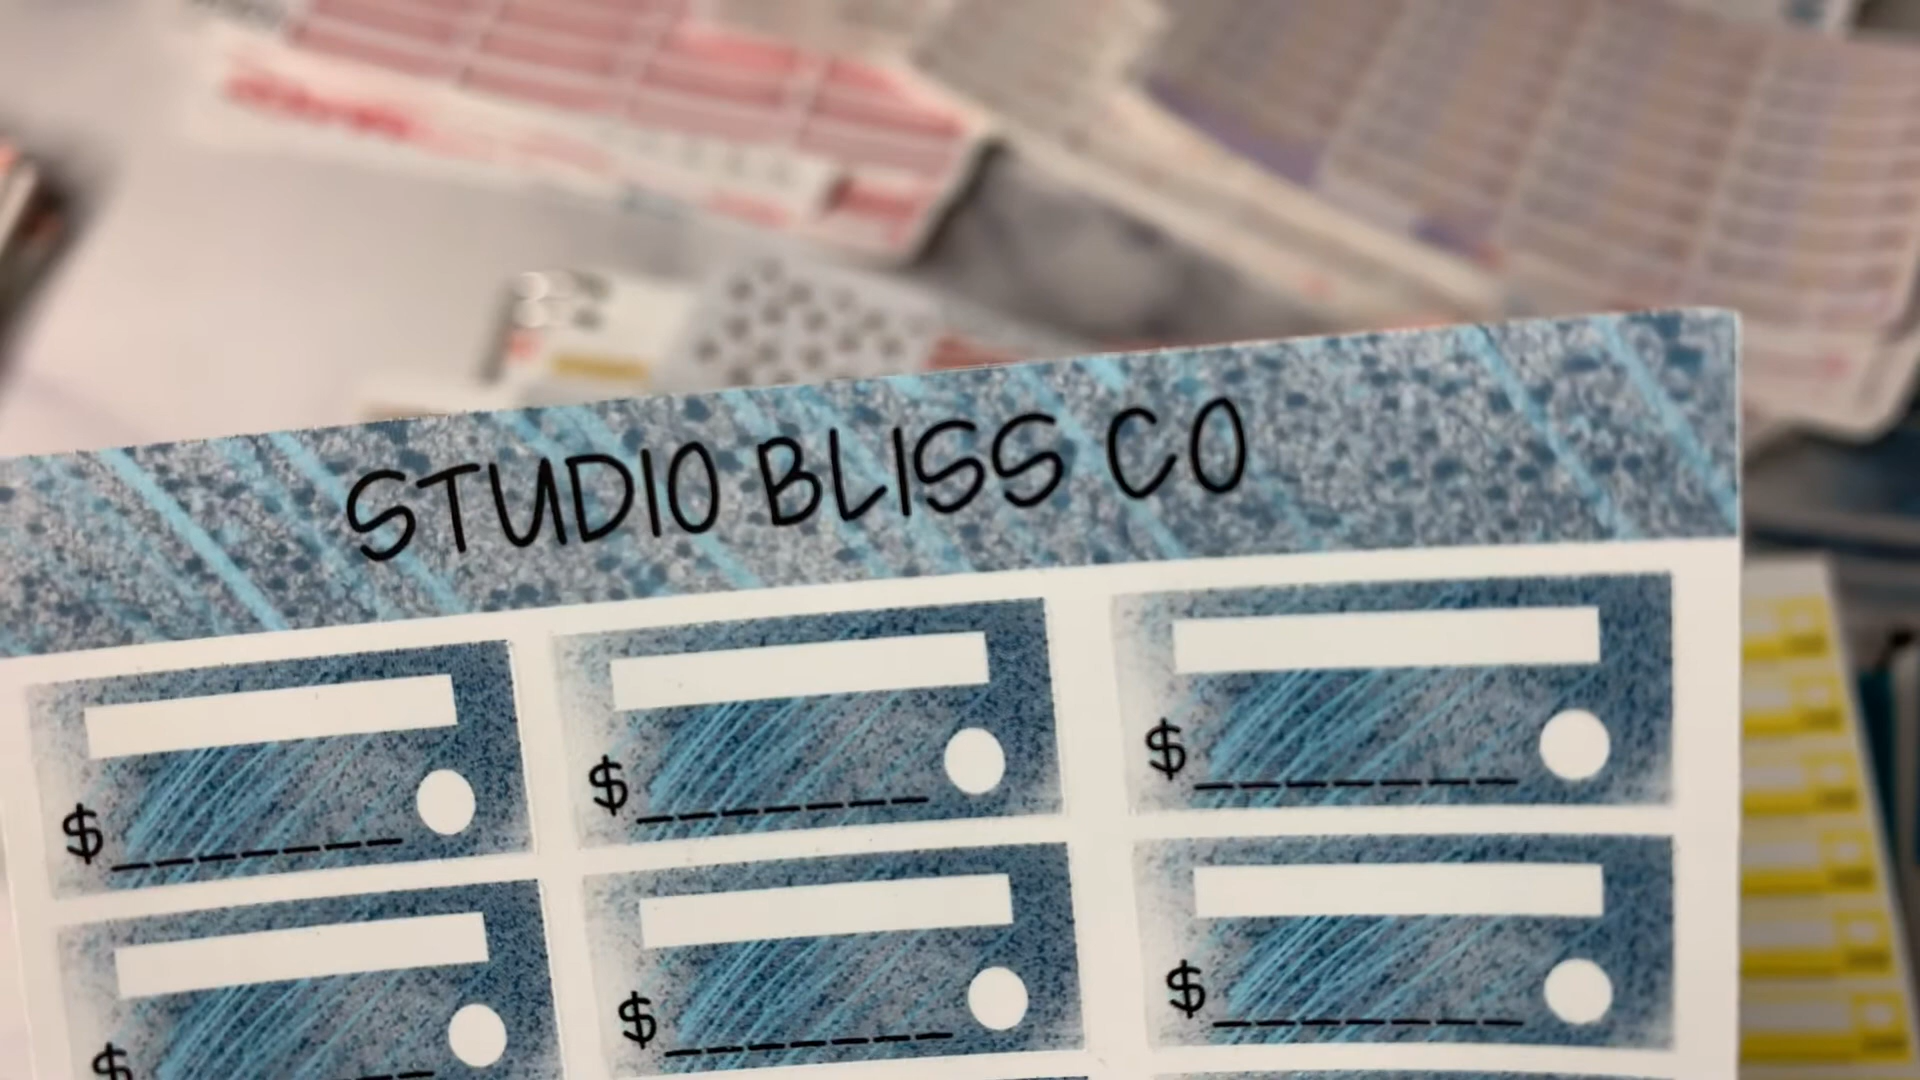 STUDIO BLISS CO
$ _ _ _ _ _ _ _ $ _ _ _ _ _ _ _ $ _ _ _ _ _ _ _
$ _ _ _ _ _ _ _ $ _ _ _ _ _ _ _ $ _ _ _ _ _ _ _